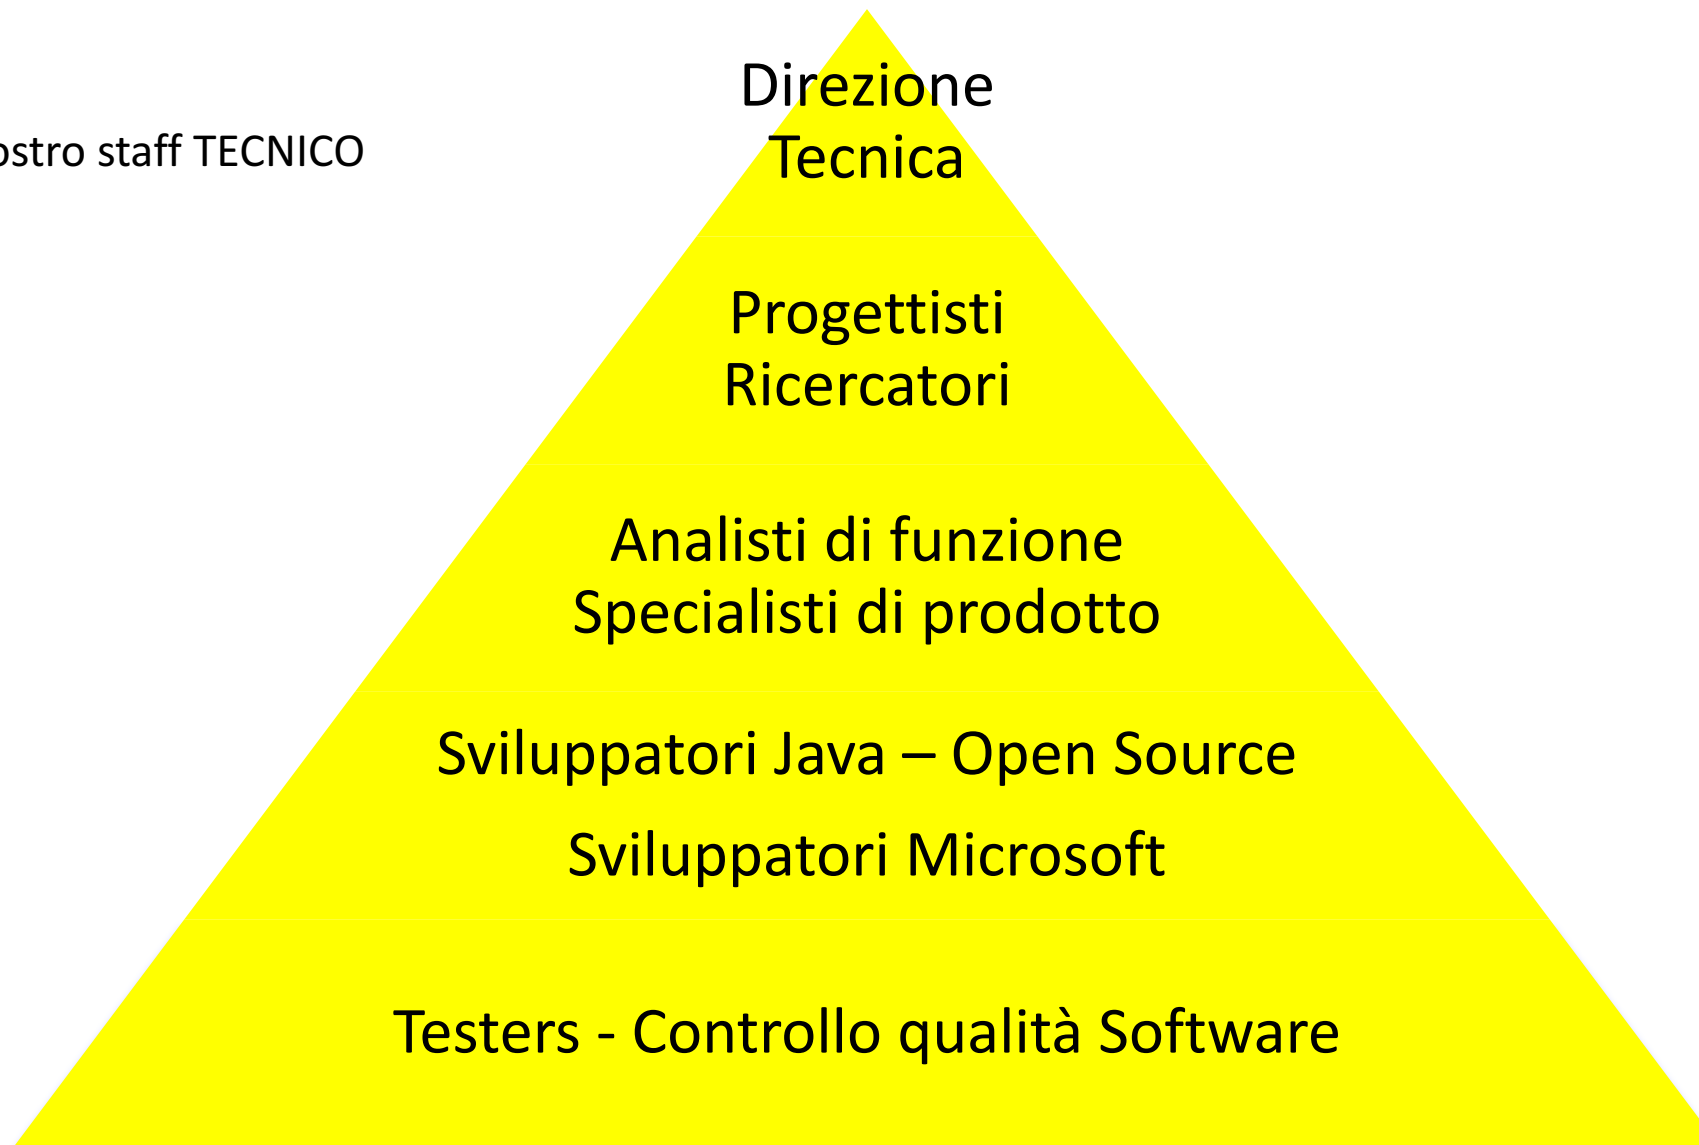 Direzione
Tecnica
staff TECNICO
Progettisti
Ricercatori
Analisti di funzione
Specialisti di prodotto
Sviluppatori Java – Open Source
Sviluppatori Microsoft
Testers - Controllo qualità Software